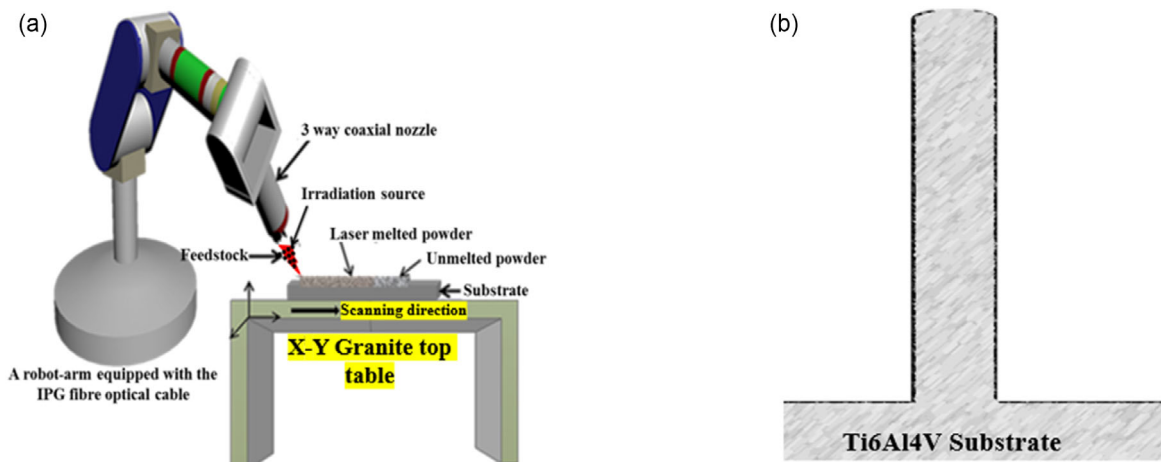 (a)
(b)
3 way coaxial nozzle
Irradiation source
Laser melted powder
Feedstock
Unmelted powder
Substrate
Scanning direction
X-Y Granite top
table
A robot-arm equipped with the
IPG fibre optical cable
Ti6Al4V Substrate